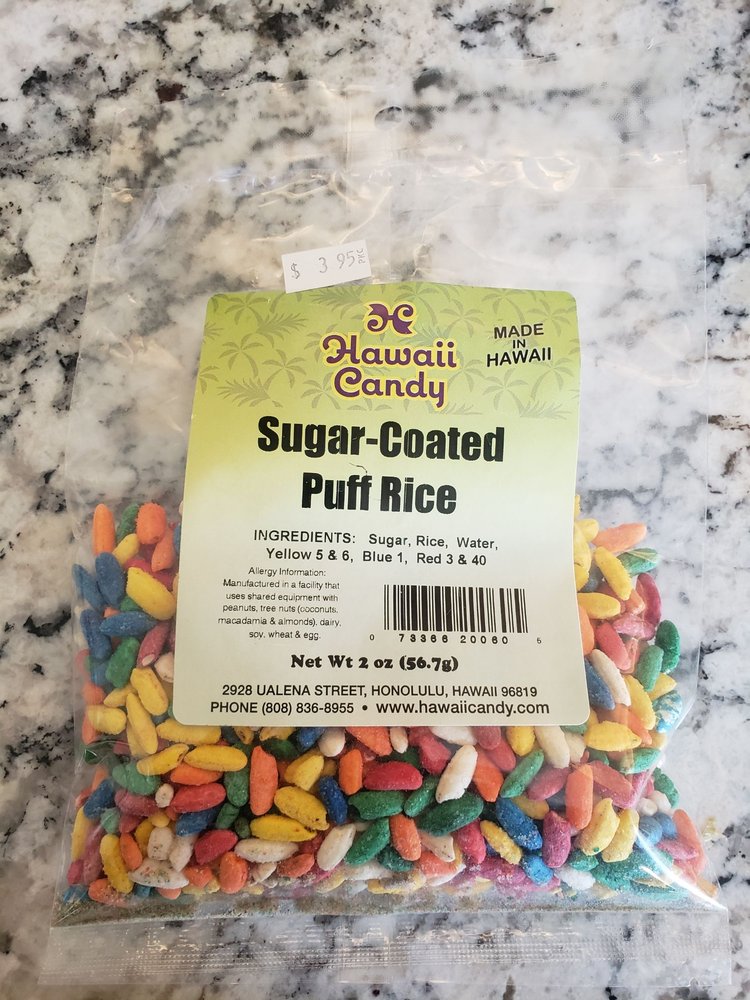 $ 3 95 PKG
Hawaii
Candy
MADE
IN
HAWAII
Sugar-Coated
Puff Rice
INGREDIENTS: Sugar, Rice, Water,
Yellow 5 & 6, Blue 1, Red 3 & 40
Allergy Information:
Manufactured in a facility that
uses shared equipment with
peanuts, tree nuts (coconuts,
macadamia & almonds), dairy,
soy, wheat & egg.
0 73366 20060 6
Net Wt 2 oz (56.7g)
2928 UALENA STREET, HONOLULU, HAWAII 96819
PHONE (808) 836-8955 • www.hawaiicandy.com